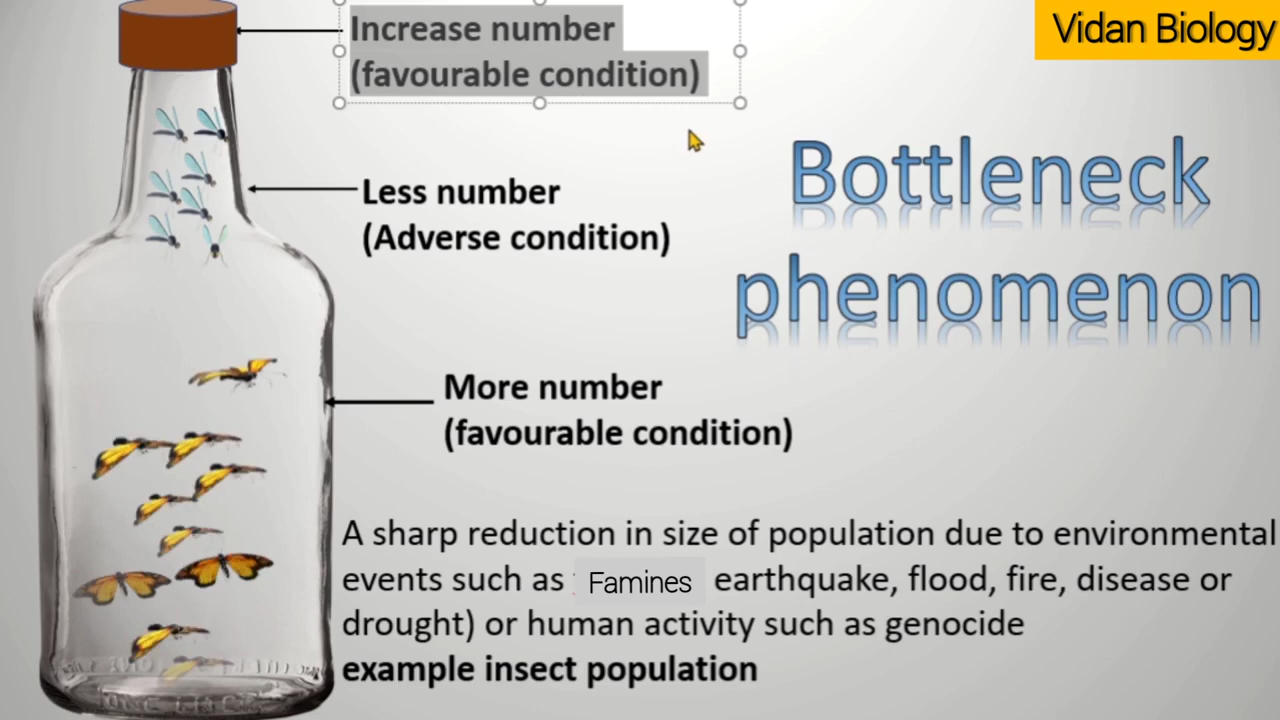 Increase number
(favourable condition)
Vidan Biology
Bottleneck
phenomenon
Less number
(Adverse condition)
More number
(favourable condition)
A sharp reduction in size of population due to environmental
events such as Famines earthquake, flood, fire, disease or
drought) or human activity such as genocide
example insect population